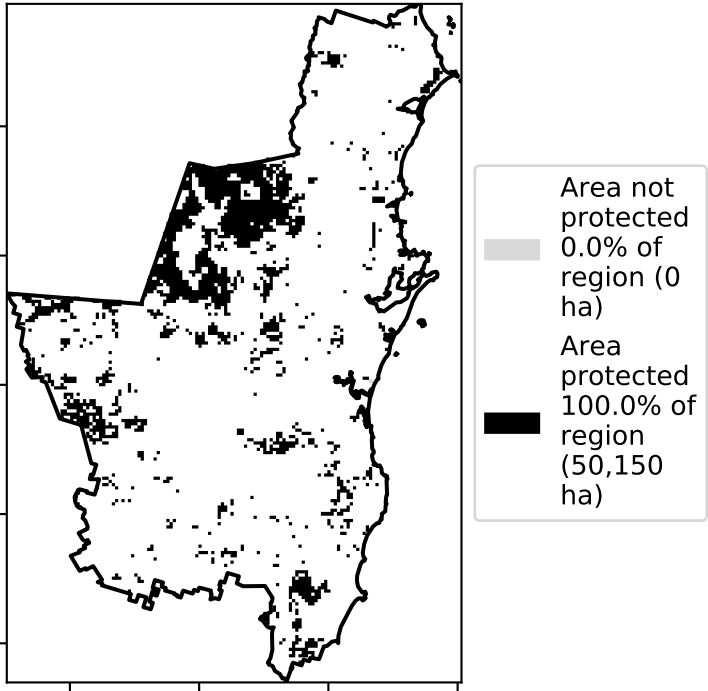 Area not
protected
0.0% of
region (0
ha)
Area
protected
100.0% of
region
(50,150
ha)